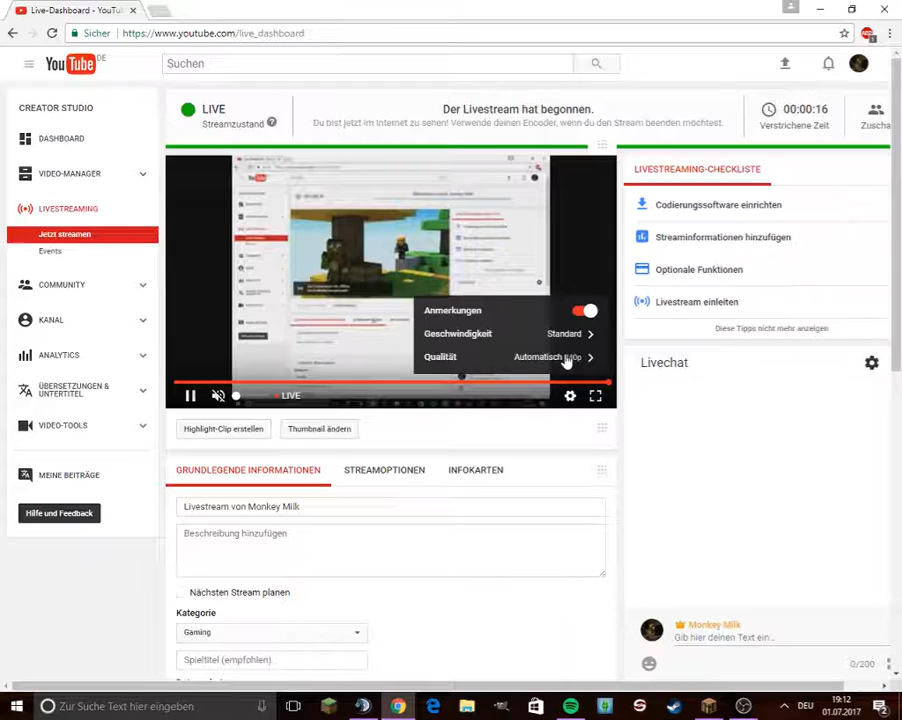 Live-Dashboard - YouTu
Sicher
https://www.youtube.com/live_dashboard
YouTube DE
Suchen
CREATOR STUDIO
DASHBOARD
VIDEO-MANAGER
LIVESTREAMING
Jetzt streamen
Events
COMMUNITY
KANAL
ANALYTICS
ÜBERSETZUNGEN &
UNTERTITEL
VIDEO-TOOLS
MEINE BEITRÄGE
Hilfe und Feedback
LIVE
Streamzustand
Der Livestream hat begonnen.
Du bist jetzt im Internet zu sehen! Verwende deinen Encoder, wenn du den Stream beenden möchtest.
00:00:16
Verstrichene Zeit
Zuscha
Anmerkungen
Geschwindigkeit Standard
Qualität Automatisch
LIVE
Highlight-Clip erstellen
Thumbnail ändern
GRUNDLEGENDE INFORMATIONEN
STREAMOPTIONEN
INFOKARTEN
Livestream von Monkey Milk
Beschreibung hinzufügen
Nächsten Stream planen
Kategorie
Gaming
Spieltitel (empfohlen)
LIVESTREAMING-CHECKLISTE
Codierungssoftware einrichten
Streaminformationen hinzufügen
Optionale Funktionen
Livestream einleiten
Diese Tipps nicht mehr anzeigen
Livechat
Monkey Milk
Gib hier deinen Text ein...
0/200
Zur Suche Text hier eingeben
DEU
19:12
01.07.2017